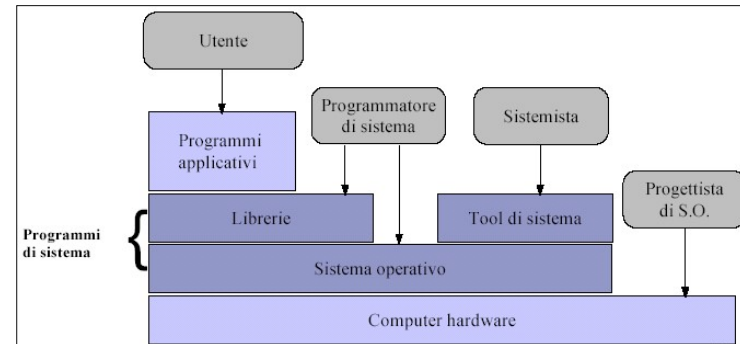 Utente
Programmatore
di sistema
Sistemista
Programmi
applicativi
Progettista
di S.O.
Librerie
Tool di sistema
Programmi
di sistema
Sistema operativo
Computer hardware